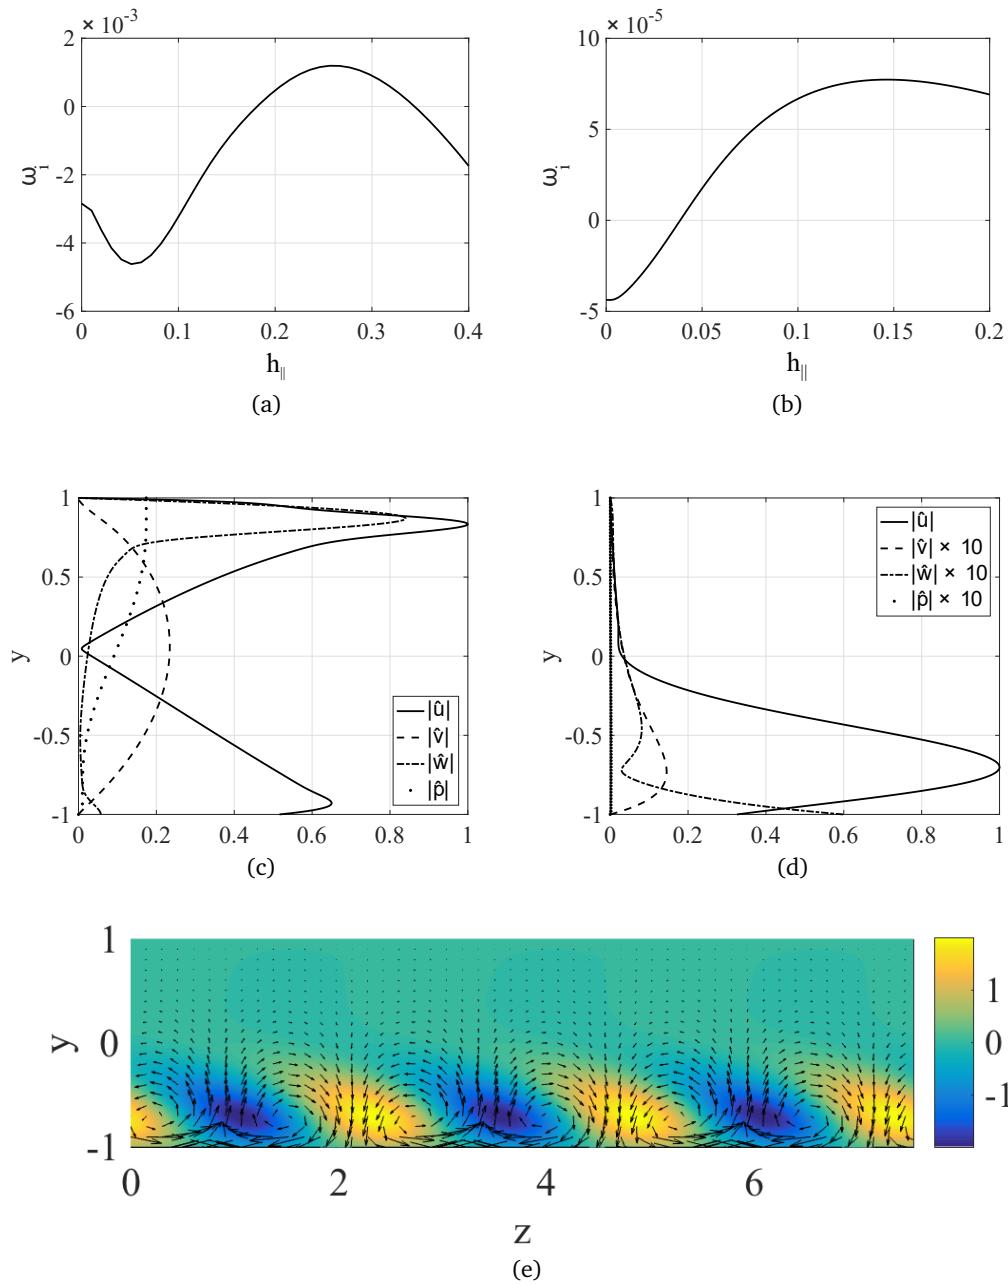 × 10⁻³
2
0
-2
-4
-6
ωᵢ
0 0.1 0.2 0.3 0.4
h||
(a)
× 10⁻⁵
10
5
0
-5
ωᵢ
0 0.05 0.1 0.15 0.2
h||
(b)
1
0.5
0
-0.5
-1
y
|û|
|v̂|
|ŵ|
|p̂|
0 0.2 0.4 0.6 0.8 1
(c)
1
0.5
0
-0.5
-1
y
|û|
|v̂| × 10
|ŵ| × 10
|p̂| × 10
0 0.2 0.4 0.6 0.8 1
(d)
1
0
-1
y
0 2 4 6
z
1
0
-1
(e)